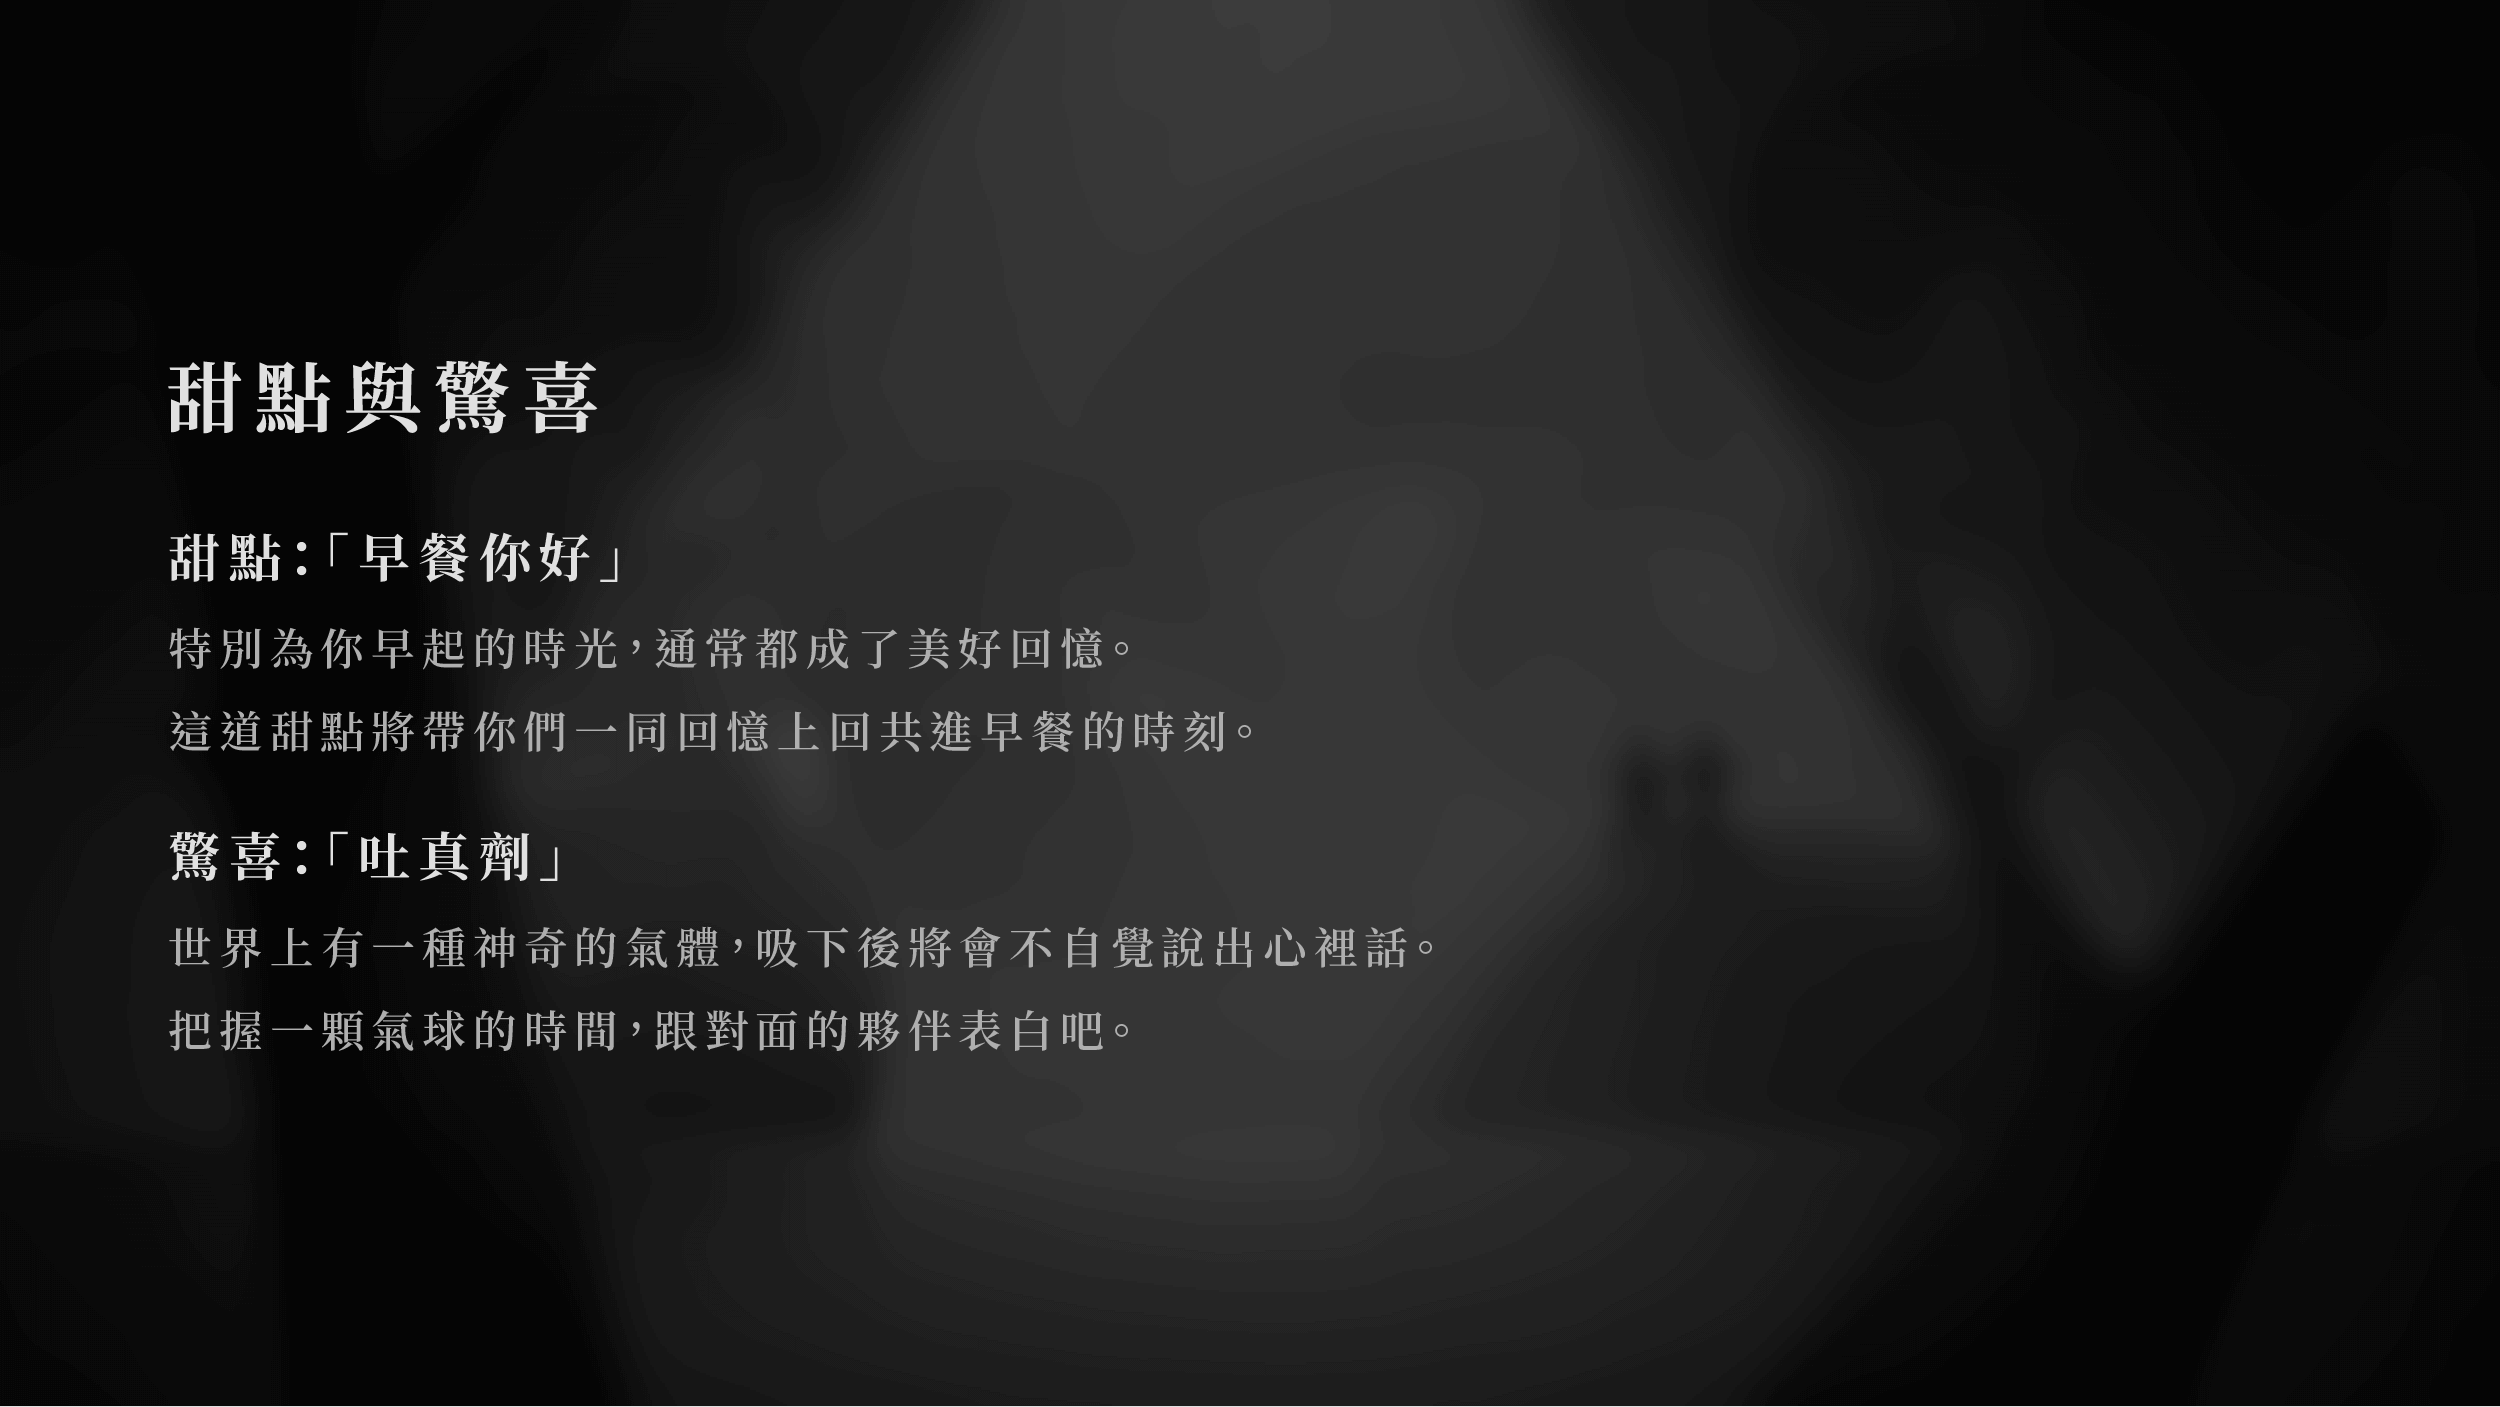 甜點與驚喜
甜點：「早餐你好」
特別為你早起的時光，通常都成了美好回憶。
這道甜點將帶你們一同回憶上回共進早餐的時刻。
驚喜：「吐真劑」
世界上有一種神奇的氣體，吸下後將會不自覺說出心裡話。
把握一顆氣球的時間，跟對面的夥伴表白吧。